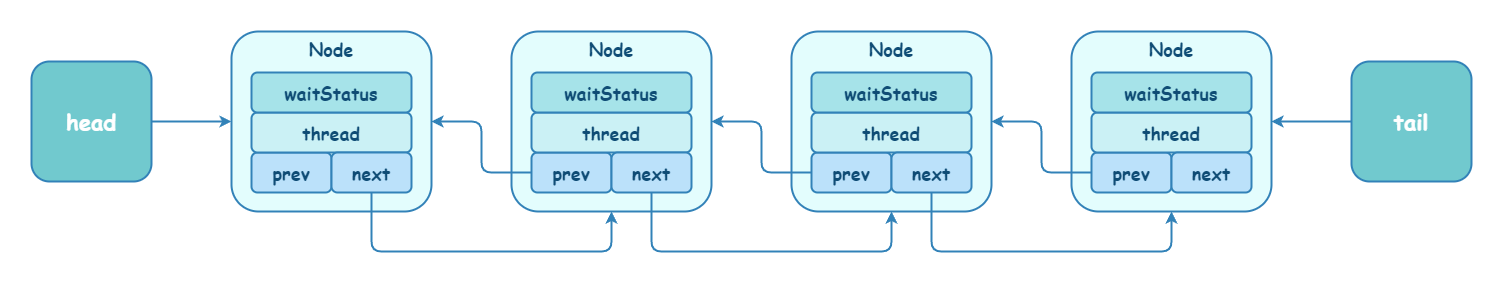 head
Node
waitStatus
thread
prev next
Node
waitStatus
thread
prev next
Node
waitStatus
thread
prev next
Node
waitStatus
thread
prev next
tail